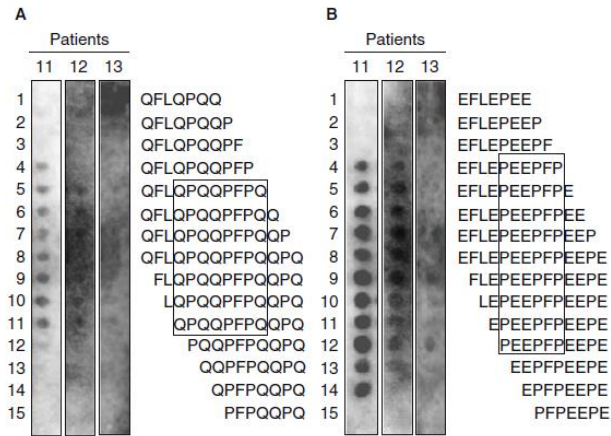 A
Patients
11 12 13
1 QFLQPQQ
2 QFLQPQQP
3 QFLQPQQPF
4 QFLQPQQPFP
5 QFLQPQQPFPQ
6 QFLQPQQPFPQQ
7 QFLQPQQPFPQQP
8 QFLQPQQPFPQQPQ
9 FLQPQQPFPQQPQ
10 LQPQQPFPQQPQ
11 QPQQPFPQQPQ
12 PQQPFPQQPQ
13 QQPFPQQPQ
14 QPFPQQPQ
15 PFPQQPQ
B
Patients
11 12 13
1 EFLEPEE
2 EFLEPEEP
3 EFLEPEEPF
4 EFLEPEEPFP
5 EFLEPEEPFPE
6 EFLEPEEPFPEE
7 EFLEPEEPFPEEP
8 EFLEPEEPFPEEPE
9 FLEPEEPFPEEPE
10 LEPEEPFPEEPE
11 EPEEPFPEEPE
12 PEEPFPEEPE
13 EEPFPEEPE
14 EPFPEEPE
15 PFPEEPE